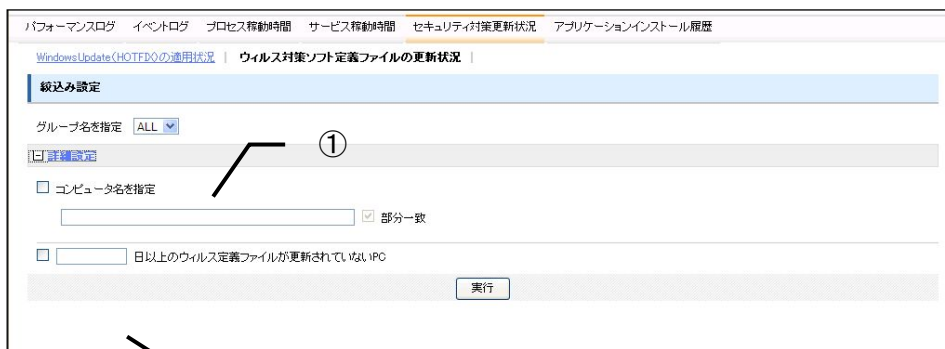 パフォーマンスログ イベントログ プロセス稼動時間 サービス稼動時間 セキュリティ対策更新状況 アプリケーションインストール履歴
WindowsUpdate(HOTFIX)の適用状況 | ウィルス対策ソフト定義ファイルの更新状況 |
絞込み設定
グループ名を指定 ALL
①
詳細設定
コンピュータ名を指定
部分一致
日以上のウィルス定義ファイルが更新されていないPC
実行